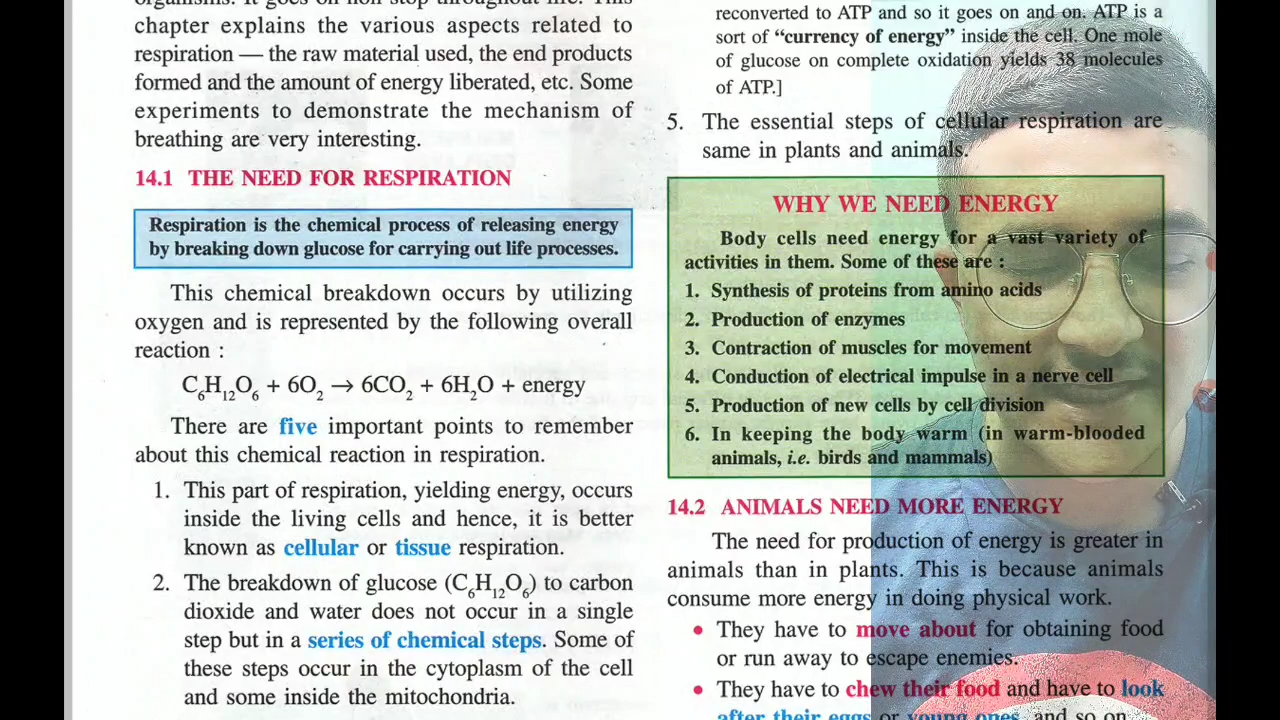 organisms. It goes on non-stop throughout life. This
chapter explains the various aspects related to
respiration — the raw material used, the end products
formed and the amount of energy liberated, etc. Some
experiments to demonstrate the mechanism of
breathing are very interesting.
14.1 THE NEED FOR RESPIRATION
Respiration is the chemical process of releasing energy
by breaking down glucose for carrying out life processes.
This chemical breakdown occurs by utilizing
oxygen and is represented by the following overall
reaction :
C₆H₁₂O₆ + 6O₂ → 6CO₂ + 6H₂O + energy
There are five important points to remember
about this chemical reaction in respiration.
1. This part of respiration, yielding energy, occurs
inside the living cells and hence, it is better
known as cellular or tissue respiration.
2. The breakdown of glucose (C₆H₁₂O₆) to carbon
dioxide and water does not occur in a single
step but in a series of chemical steps. Some of
these steps occur in the cytoplasm of the cell
and some inside the mitochondria.
reconverted to ATP and so it goes on and on. ATP is a
sort of “currency of energy” inside the cell. One mole
of glucose on complete oxidation yields 38 molecules
of ATP.]
5. The essential steps of cellular respiration are
same in plants and animals.
WHY WE NEED ENERGY
Body cells need energy for a vast variety of
activities in them. Some of these are :
1. Synthesis of proteins from amino acids
2. Production of enzymes
3. Contraction of muscles for movement
4. Conduction of electrical impulse in a nerve cell
5. Production of new cells by cell division
6. In keeping the body warm (in warm-blooded
animals, i.e. birds and mammals)
14.2 ANIMALS NEED MORE ENERGY
The need for production of energy is greater in
animals than in plants. This is because animals
consume more energy in doing physical work.
• They have to move about for obtaining food
or run away to escape enemies.
• They have to chew their food and have to look
after their eggs or young ones, and so on.